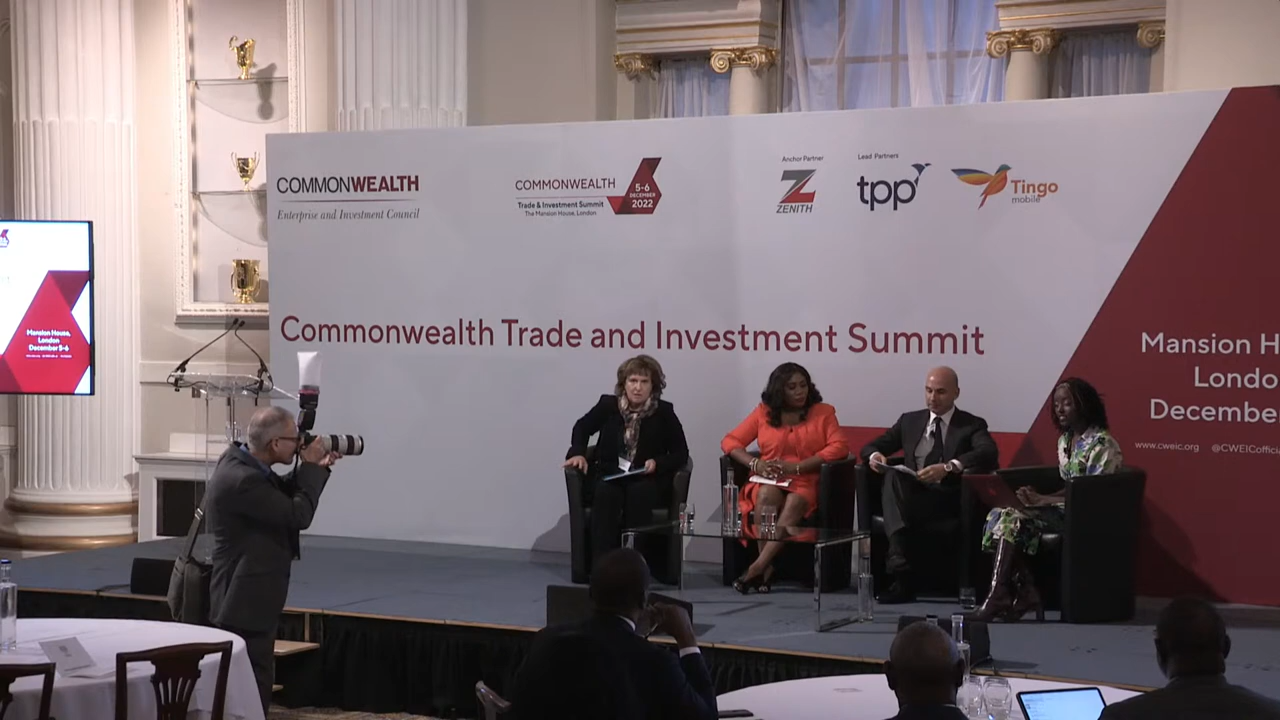 COMMONWEALTH
Enterprise and Investment Council
COMMONWEALTH
Trade & Investment Summit
The Mansion House, London
5-6
DECEMBER
2022
Anchor Partner
ZENITH
Lead Partners
tpp
Tingo
mobile
Commonwealth Trade and Investment Summit
Mansion H
Londo
December
www.cweic.org @CWEICoffici
Mansion House,
London
December 5-6